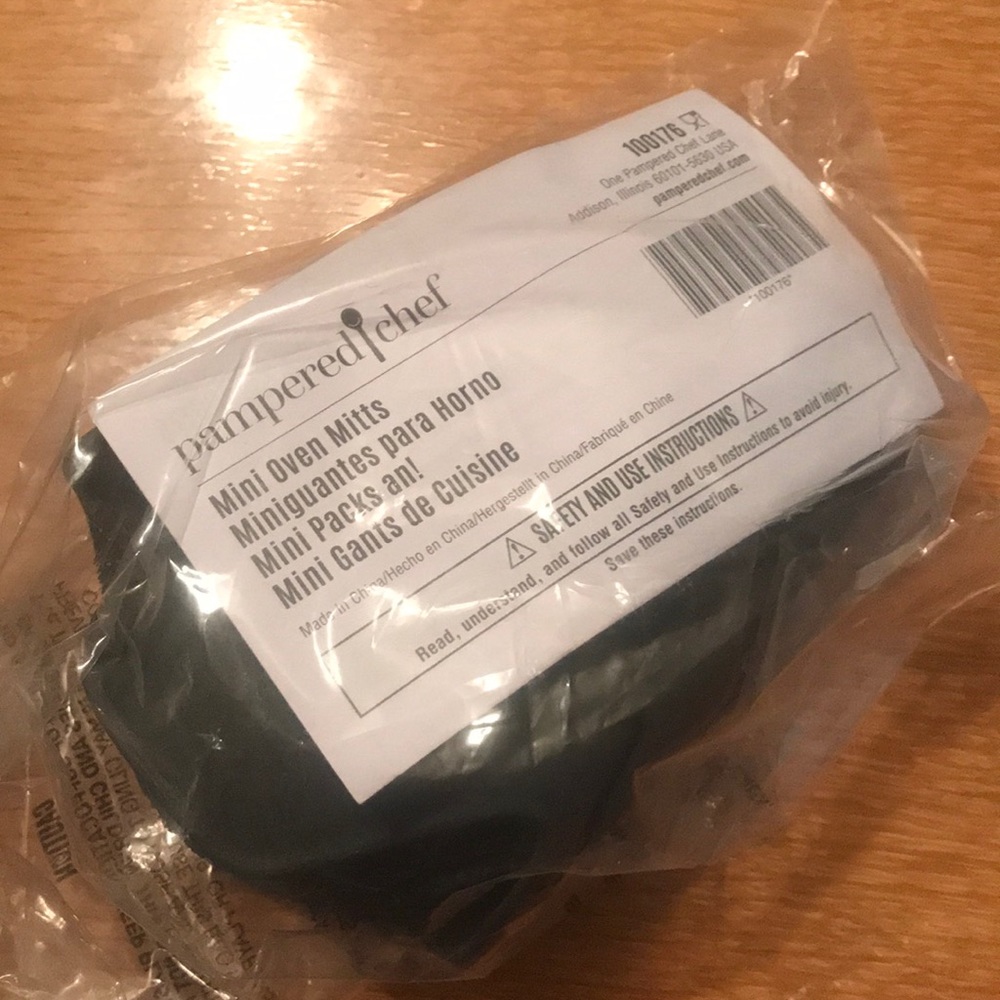 100176
One Pampered Chef Lane
Addison, Illinois 60101-5630 USA
pamperedchef.com
*100176*
pampered chef
Mini Oven Mitts
Miniguantes para Horno
Mini Packs an!
Mini Gants de Cuisine
Made in China/Hecho en China/Hergestellt in China/Fabriqué en Chine
SAFETY AND USE INSTRUCTIONS
Read, understand, and follow all Safety and Use Instructions to avoid injury.
Save these instructions.